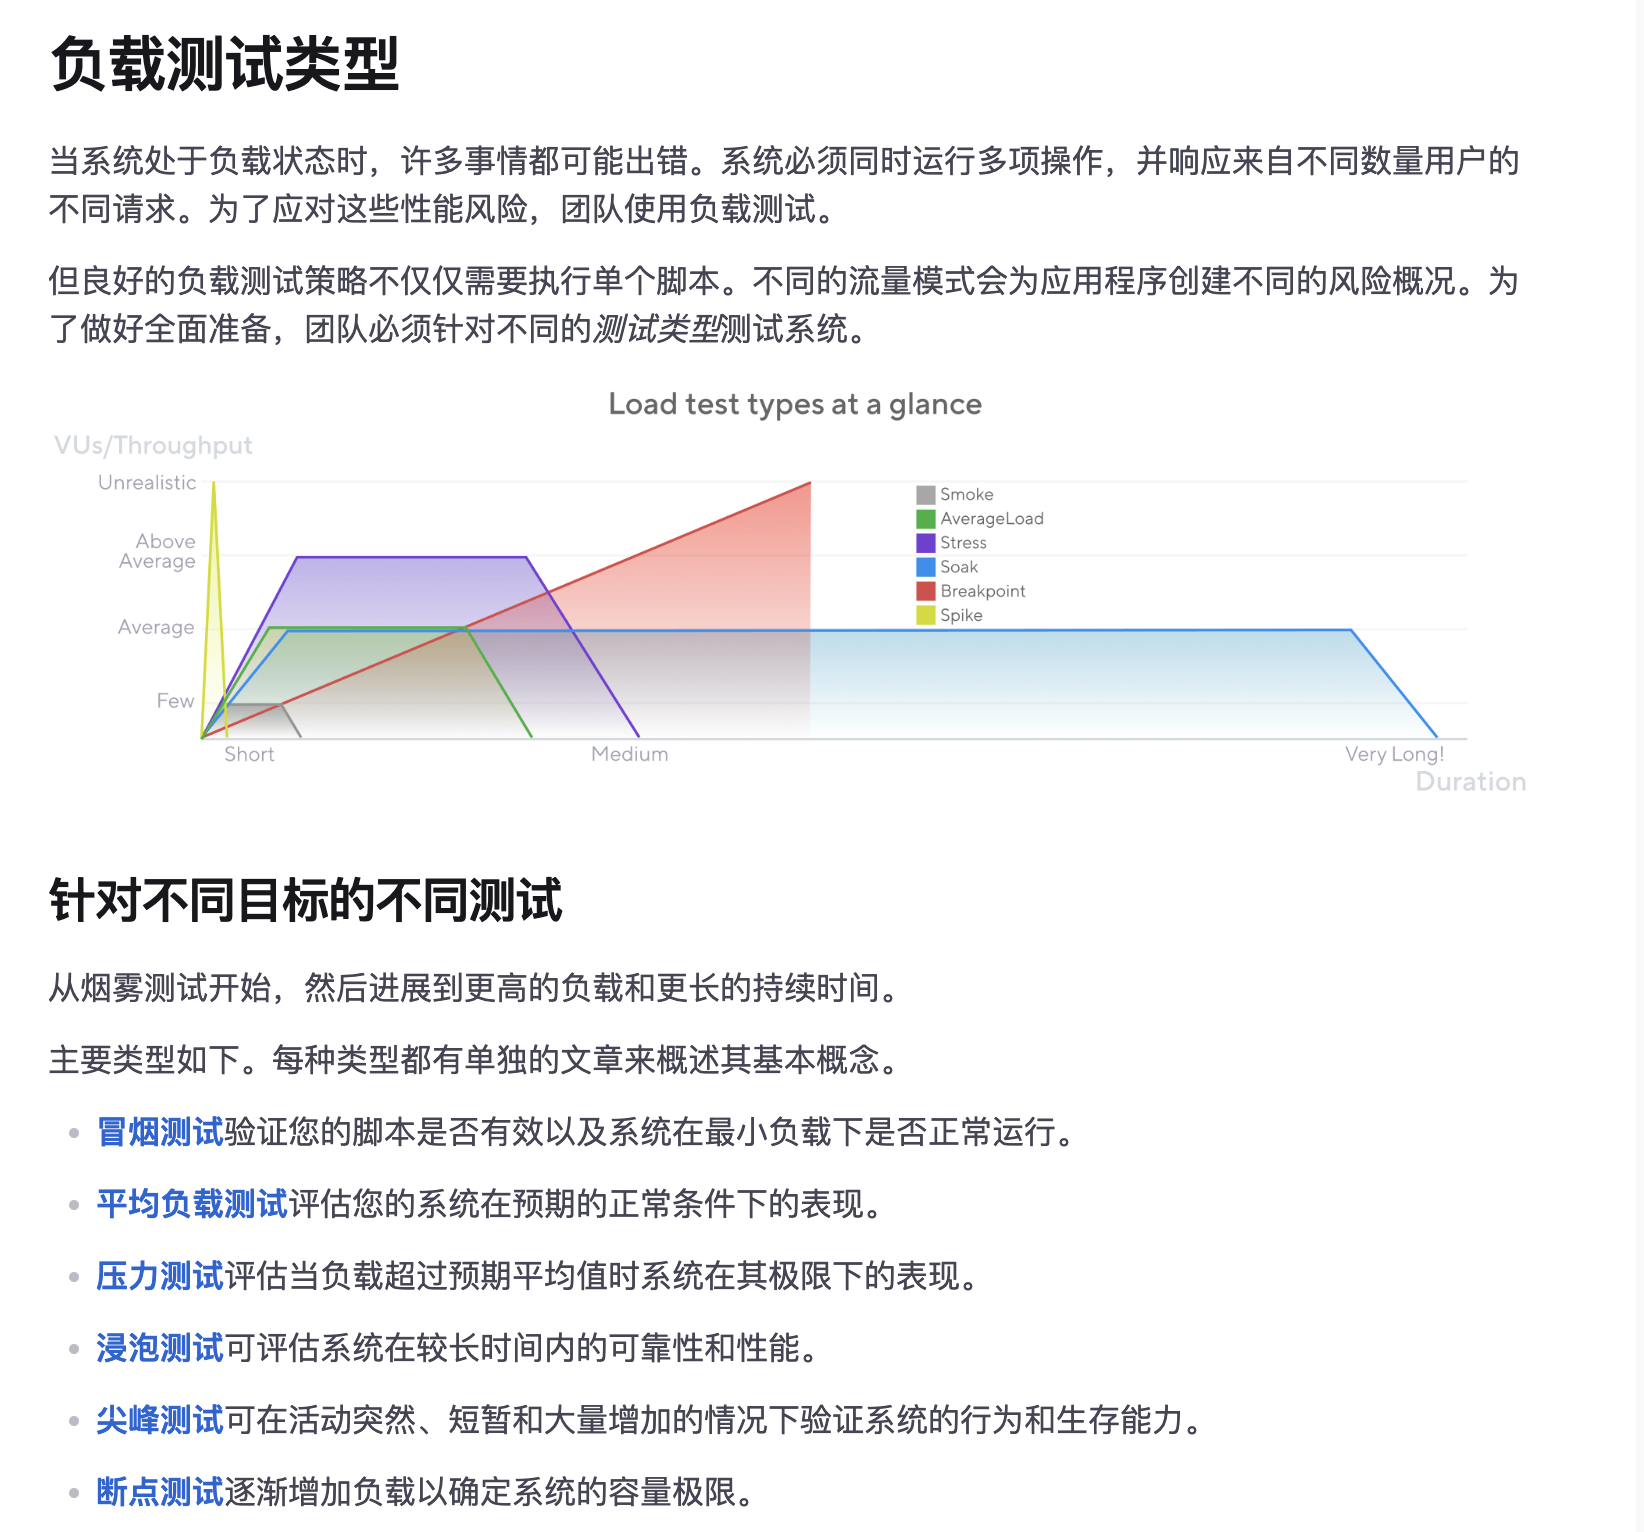 负载测试类型
当系统处于负载状态时，许多事情都可能出错。系统必须同时运行多项操作，并响应来自不同数量用户的
不同请求。为了应对这些性能风险，团队使用负载测试。
但良好的负载测试策略不仅仅需要执行单个脚本。不同的流量模式会为应用程序创建不同的风险概况。为
了做好全面准备，团队必须针对不同的测试类型测试系统。
Load test types at a glance
VUs/Throughput
Unrealistic
Above
Average
Average
Few
Smoke
AverageLoad
Stress
Soak
Breakpoint
Spike
Short
Medium
Very Long!
Duration
针对不同目标的不同测试
从烟雾测试开始，然后进展到更高的负载和更长的持续时间。
主要类型如下。每种类型都有单独的文章来概述其基本概念。
冒烟测试验证您的脚本是否有效以及系统在最小负载下是否正常运行。
平均负载测试评估您的系统在预期的正常条件下的表现。
压力测试评估当负载超过预期平均值时系统在其极限下的表现。
浸泡测试可评估系统在较长时间内的可靠性和性能。
尖峰测试可在活动突然、短暂和大量增加的情况下验证系统的行为和生存能力。
断点测试逐渐增加负载以确定系统的容量极限。